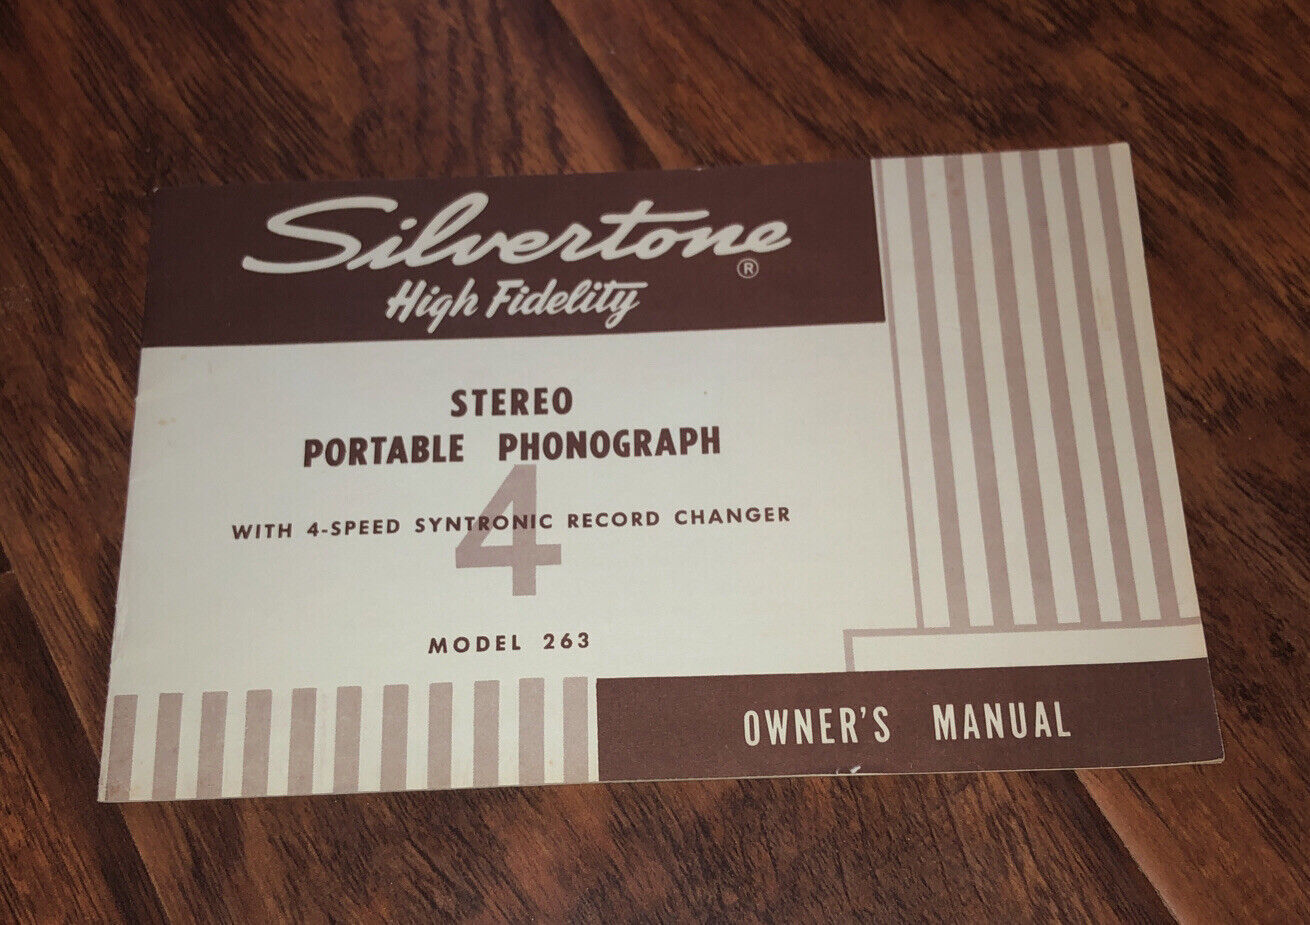 Silvertone ®
High Fidelity
STEREO
PORTABLE PHONOGRAPH
4
WITH 4-SPEED SYNTRONIC RECORD CHANGER
MODEL 263
OWNER'S MANUAL